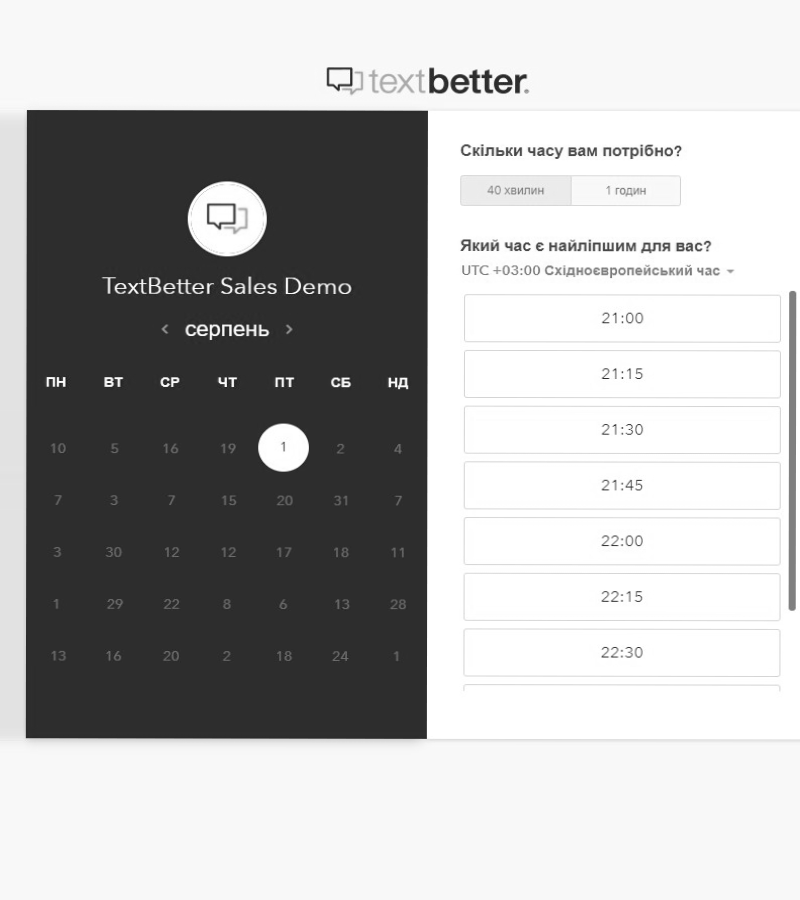 textbetter.
TextBetter Sales Demo
серпень
ПН ВТ СР ЧТ ПТ СБ НД
10 5 16 19 1 2 4
7 3 7 15 20 31 7
3 30 12 12 17 18 11
1 29 22 8 6 13 28
13 16 20 2 18 24 1
Скільки часу вам потрібно?
40 хвилин 1 годин
Який час є найліпшим для вас?
UTC +03:00 Східноєвропейський час
21:00
21:15
21:30
21:45
22:00
22:15
22:30